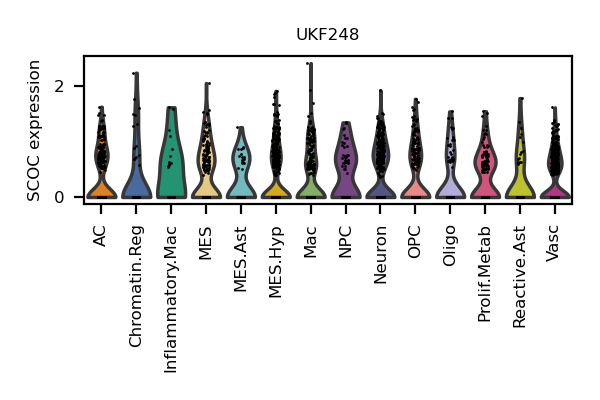 UKF248
SCOC expression
2
0
AC
Chromatin.Reg
Inflammatory.Mac
MES
MES.Ast
MES.Hyp
Mac
NPC
Neuron
OPC
Oligo
Prolif.Metab
Reactive.Ast
Vasc